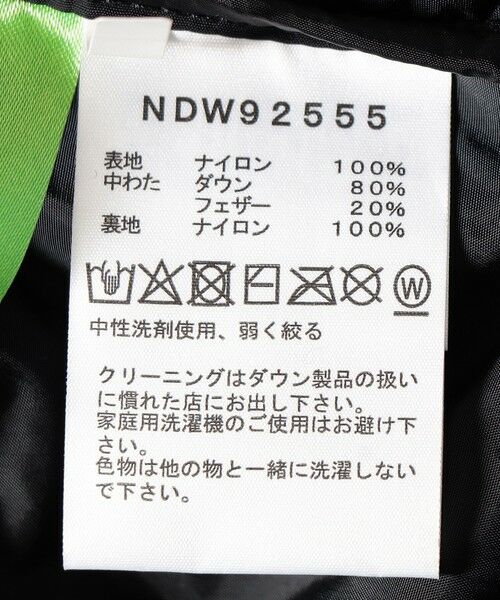 NDW92555
表地 ナイロン 100%
中わた ダウン 80%
フェザー 20%
裏地 ナイロン 100%
W
中性洗剤使用、弱く絞る
クリーニングはダウン製品の扱い
に慣れた店にお出し下さい。
家庭用洗濯機のご使用はお避け下
さい。
色物は他の物と一緒に洗濯しない
で下さい。